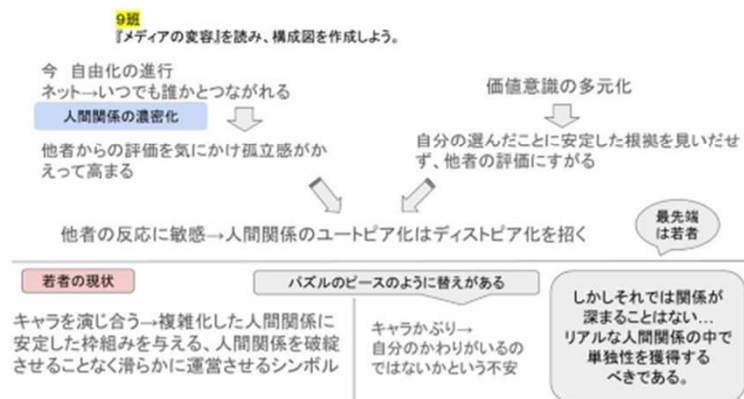 9班
『メディアの変容』を読み、構成図を作成しよう。
今 自由化の進行
ネット→いつでも誰かとつながれる
人間関係の濃密化
他者からの評価を気にかけ孤立感がか
えって高まる
価値意識の多元化
自分の選んだことに安定した根拠を見いだせ
ず、他者の評価にすがる
他者の反応に敏感→人間関係のユートピア化はディストピア化を招く
最先端
は若者
若者の現状
キャラを演じ合う→複雑化した人間関係に
安定した枠組みを与える、人間関係を破綻
させることなく滑らかに運営させるシンボル
パズルのピースのように替えがある
キャラかぶり→
自分のかわりがいるの
ではないかという不安
しかしそれでは関係が
深まることはない…
リアルな人間関係の中で
単独性を獲得する
べきである。